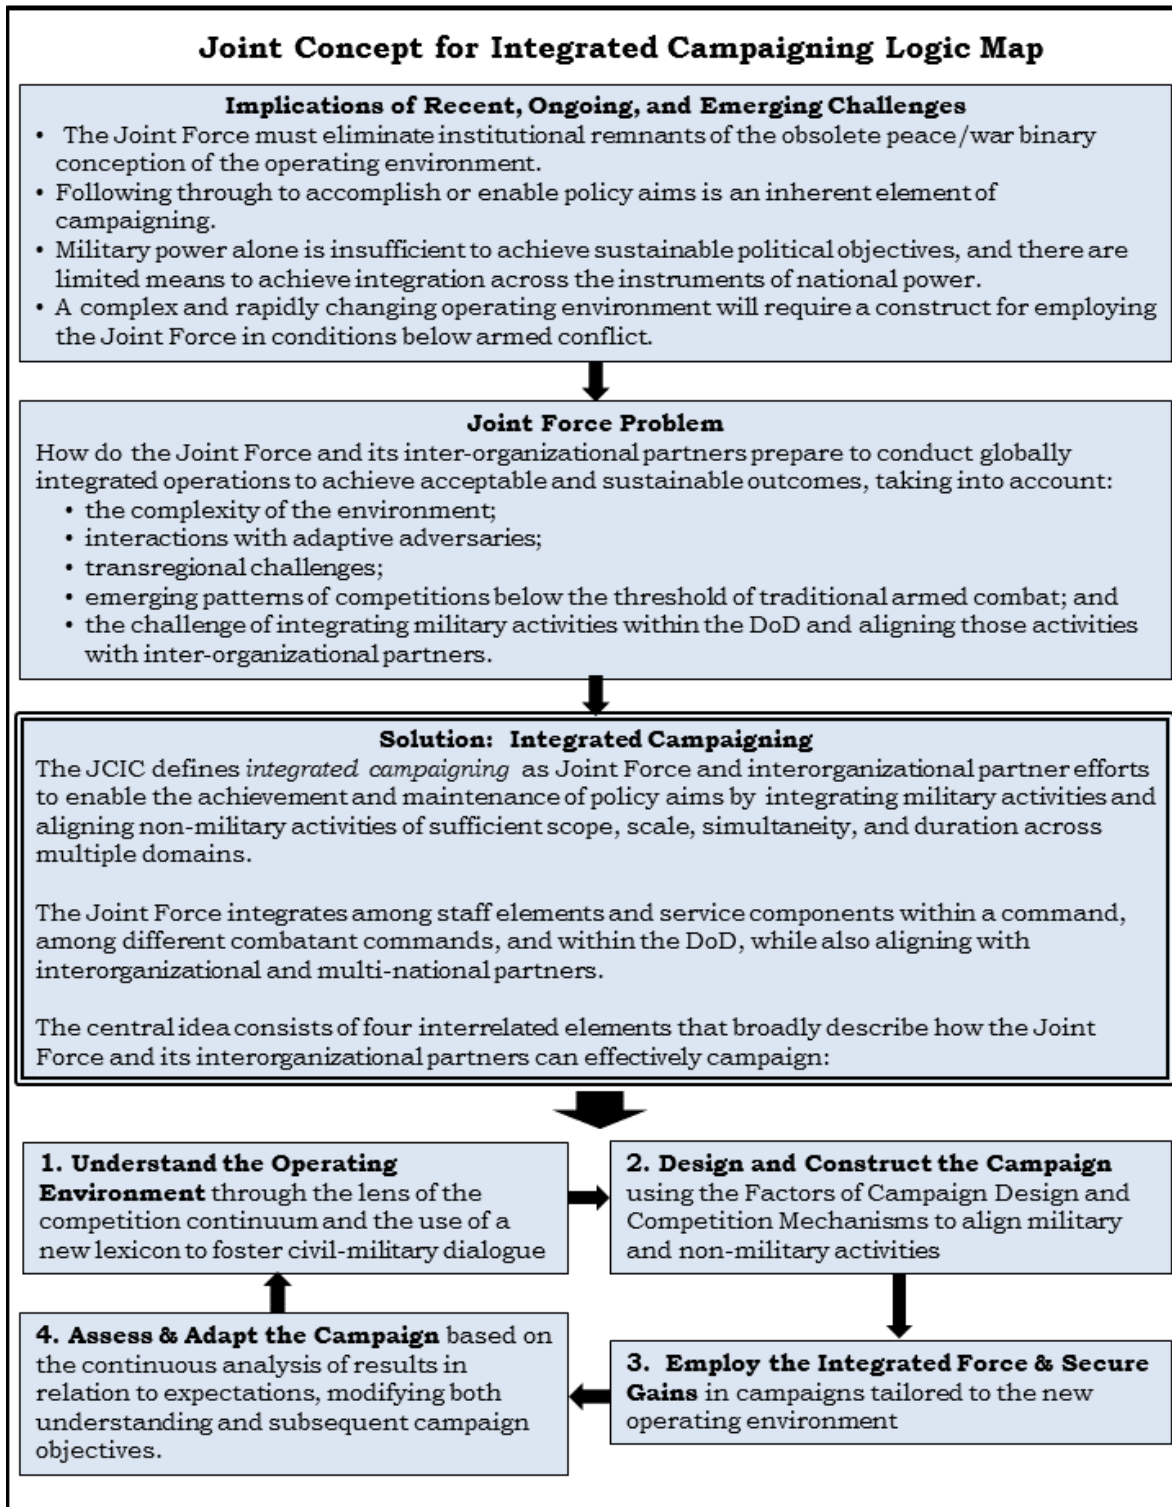 Joint Concept for Integrated Campaigning Logic Map
Implications of Recent, Ongoing, and Emerging Challenges
• The Joint Force must eliminate institutional remnants of the obsolete peace/war binary
conception of the operating environment.
• Following through to accomplish or enable policy aims is an inherent element of
campaigning.
• Military power alone is insufficient to achieve sustainable political objectives, and there are
limited means to achieve integration across the instruments of national power.
• A complex and rapidly changing operating environment will require a construct for employing
the Joint Force in conditions below armed conflict.
Joint Force Problem
How do the Joint Force and its inter-organizational partners prepare to conduct globally
integrated operations to achieve acceptable and sustainable outcomes, taking into account:
• the complexity of the environment;
• interactions with adaptive adversaries;
• transregional challenges;
• emerging patterns of competitions below the threshold of traditional armed combat; and
• the challenge of integrating military activities within the DoD and aligning those activities
with inter-organizational partners.
Solution: Integrated Campaigning
The JCIC defines integrated campaigning as Joint Force and interorganizational partner efforts
to enable the achievement and maintenance of policy aims by integrating military activities and
aligning non-military activities of sufficient scope, scale, simultaneity, and duration across
multiple domains.
The Joint Force integrates among staff elements and service components within a command,
among different combatant commands, and within the DoD, while also aligning with
interorganizational and multi-national partners.
The central idea consists of four interrelated elements that broadly describe how the Joint
Force and its interorganizational partners can effectively campaign:
1. Understand the Operating
Environment through the lens of the
competition continuum and the use of a
new lexicon to foster civil-military dialogue
2. Design and Construct the Campaign
using the Factors of Campaign Design and
Competition Mechanisms to align military
and non-military activities
3. Employ the Integrated Force & Secure
Gains in campaigns tailored to the new
operating environment
4. Assess & Adapt the Campaign based on
the continuous analysis of results in
relation to expectations, modifying both
understanding and subsequent campaign
objectives.